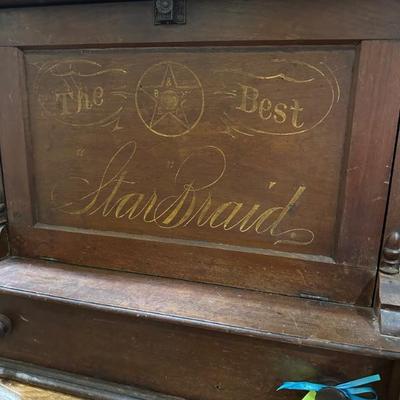 The Best
"Star Braid"